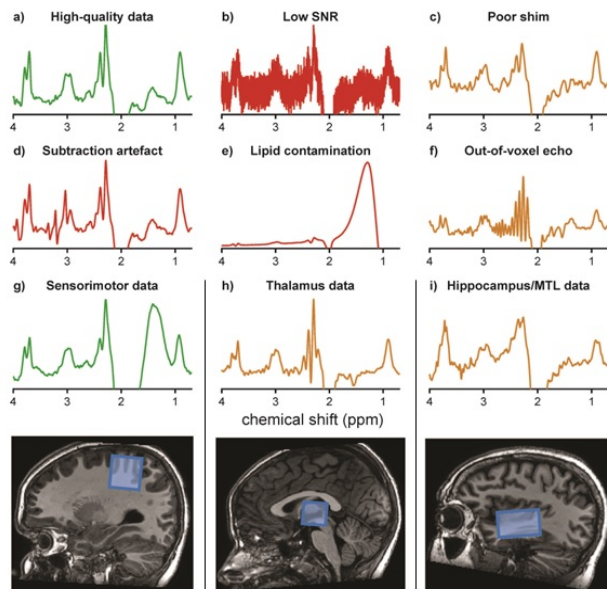 a) High-quality data
b) Low SNR
c) Poor shim
4 3 2 1
4 3 2 1
4 3 2 1
d) Subtraction artefact
e) Lipid contamination
f) Out-of-voxel echo
4 3 2 1
4 3 2 1
4 3 2 1
g) Sensorimotor data
h) Thalamus data
i) Hippocampus/MTL data
4 3 2 1
4 3 2 1
4 3 2 1
chemical shift (ppm)